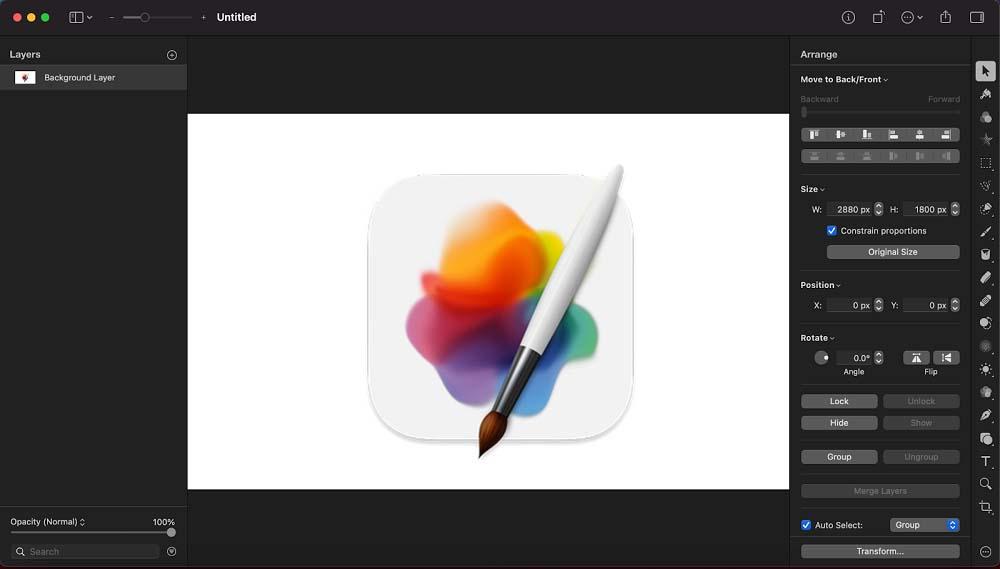 Untitled
Layers
Background Layer
Opacity (Normal) 100%
Search
Arrange
Move to Back/Front
Backward Forward
Size
W: 2880 px H: 1800 px
Constrain proportions
Original Size
Position
X: 0 px Y: 0 px
Rotate
0.0°
Angle Flip
Lock Unlock
Hide Show
Group Ungroup
Merge Layers
Auto Select: Group
Transform...